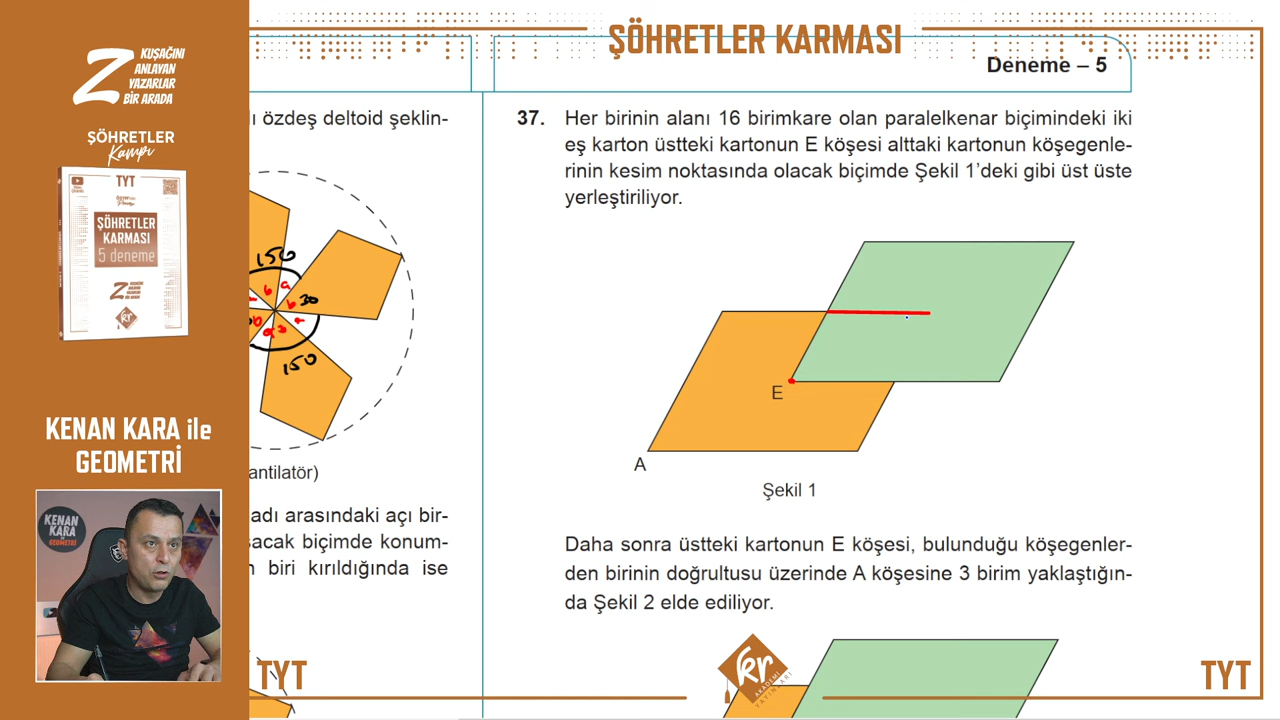 ŞÖHRETLER KARMASI
Z KUŞAĞINI
ANLAYAN
YAZARLAR
BİR ARADA
ŞÖHRETLER
Kampı
TYT
ŞÖHRETLER
KARMASI
5 deneme
KENAN KARA ile
GEOMETRİ
KENAN
KARA
GEOMETRİ
özdeş deltoid şeklin-
150
a
b
b
30
a
150
antilatör)
adı arasındaki açı bir-
acak biçimde konum-
n biri kırıldığında ise
Deneme – 5
37. Her birinin alanı 16 birimkare olan paralelkenar biçimindeki iki
eş karton üstteki kartonun E köşesi alttaki kartonun köşegenle-
rinin kesim noktasında olacak biçimde Şekil 1'deki gibi üst üste
yerleştiriliyor.
E
A
Şekil 1
Daha sonra üstteki kartonun E köşesi, bulunduğu köşegenler-
den birinin doğrultusu üzerinde A köşesine 3 birim yaklaştığın-
da Şekil 2 elde ediliyor.
TYT
kr
AKADEMİ
YAYINLARI
TYT